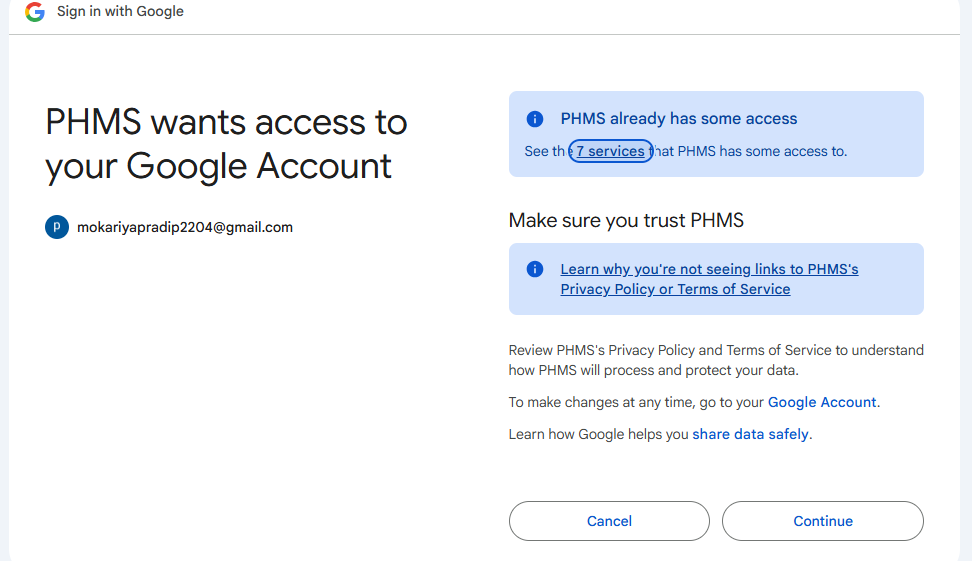 Sign in with Google
PHMS wants access to
your Google Account
p
mokariyapradip2204@gmail.com
PHMS already has some access
See the 7 services that PHMS has some access to.
Make sure you trust PHMS
Learn why you're not seeing links to PHMS's
Privacy Policy or Terms of Service
Review PHMS's Privacy Policy and Terms of Service to understand
how PHMS will process and protect your data.
To make changes at any time, go to your Google Account.
Learn how Google helps you share data safely.
Cancel
Continue